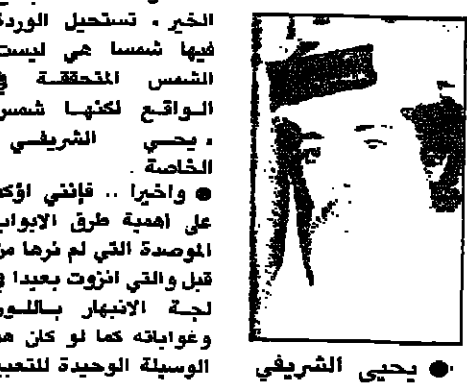 الخير . تستحيل الوردة
فيها شمسا هي ليست
الشمس المتحققة في
الواقع لكنها شمس
. يحيي الشريفي
الخاصة .
● واخيرا .. فإنني اؤكد
على أهمية طرق الابواب
الموصدة التي لم نرها من
قبل والتي انزوت بعيدا في
لجة الانبهار باللون
وغواياته كما لو كان هو
الوسيلة الوحيدة للتعبير
● يحيى الشريفي